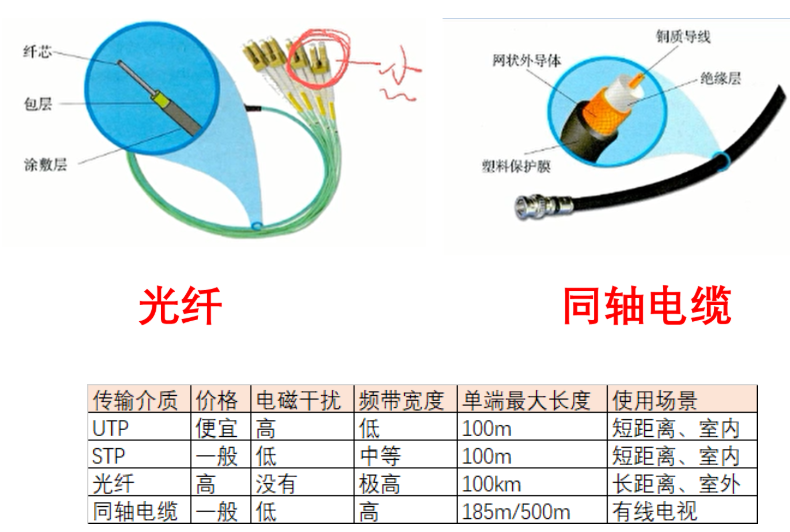 纤芯
包层
涂敷层
铜质导线
网状外导体
绝缘层
塑料保护膜
光纤
同轴电缆
传输介质 价格 电磁干扰 频带宽度 单端最大长度 使用场景
UTP 便宜 高 低 100m 短距离、室内
STP 一般 低 中等 100m 短距离、室内
光纤 高 没有 极高 100km 长距离、室外
同轴电缆 一般 低 高 185m/500m 有线电视